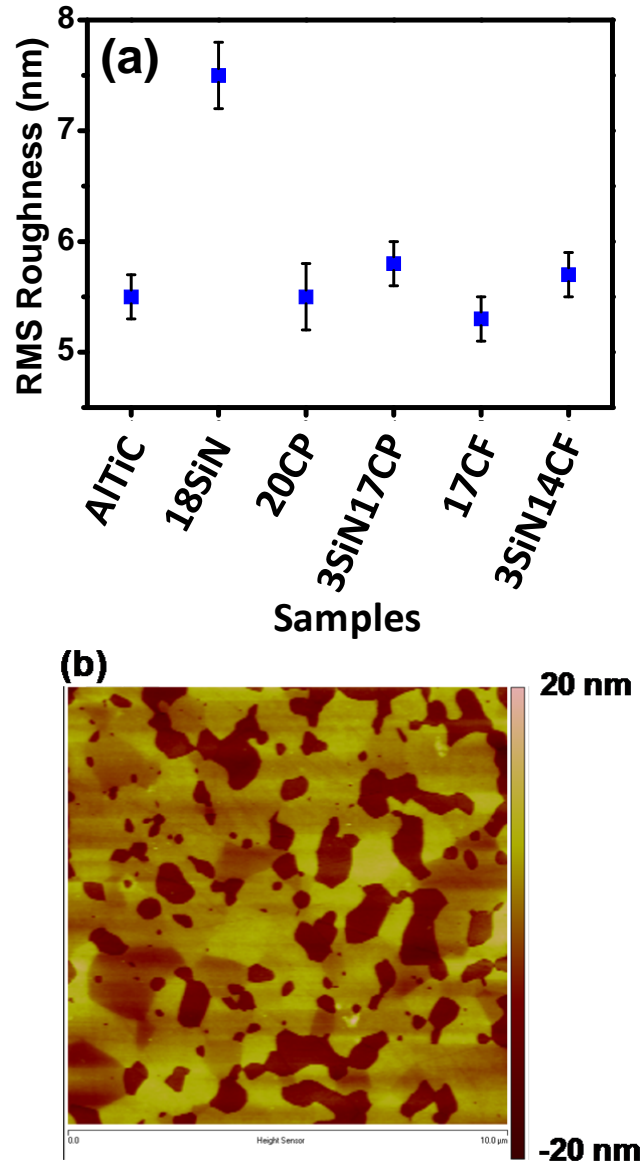 (a)
RMS Roughness (nm)
8
7
6
5
AlTiC
18SiN
20CP
3SiN17CP
17CF
3SiN14CF
Samples
(b)
20 nm
-20 nm
0.0
Height Sensor
10.0 µm